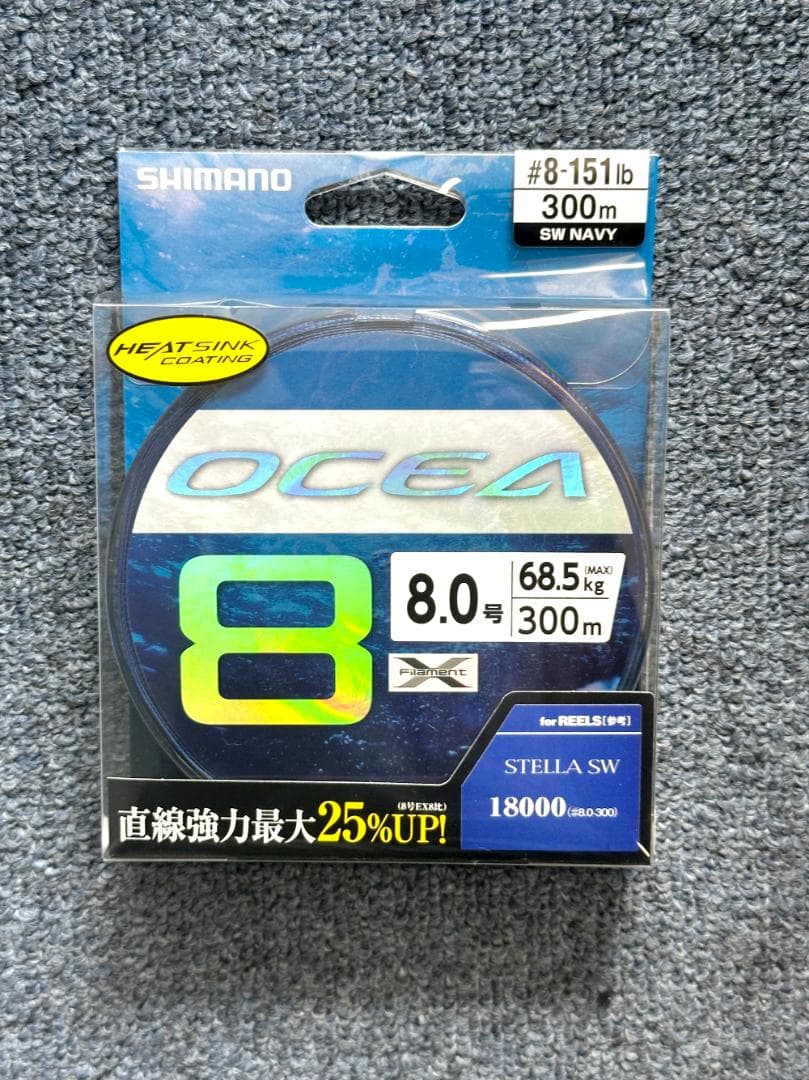 SHIMANO
#8-151lb
300m
SW NAVY
HEATSINK
COATING
OCEA
8
8.0号
68.5kg(MAX)
300m
X Filament
for REELS[参考]
STELLA SW
18000(#8.0-300)
(8号EX8比)
直線強力最大25%UP!